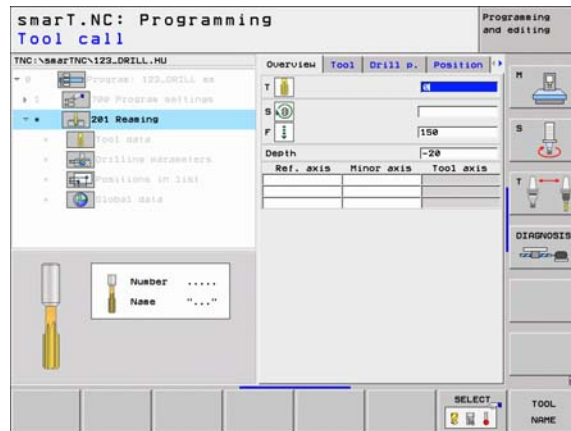 smarT.NC: Programming
Tool call
Programming
and editing
TNC:\smarTNC\123_DRILL.HU
0 Program: 123_DRILL mm
1 700 Program settings
201 Reaming
Tool data
Drilling parameters
Positions in list
Global data
Overview Tool Drill p. Position
T
S
F 150
Depth -20
Ref. axis Minor axis Tool axis
Number .....
Name "..."
M
S
T
DIAGNOSIS
SELECT
TOOL
NAME